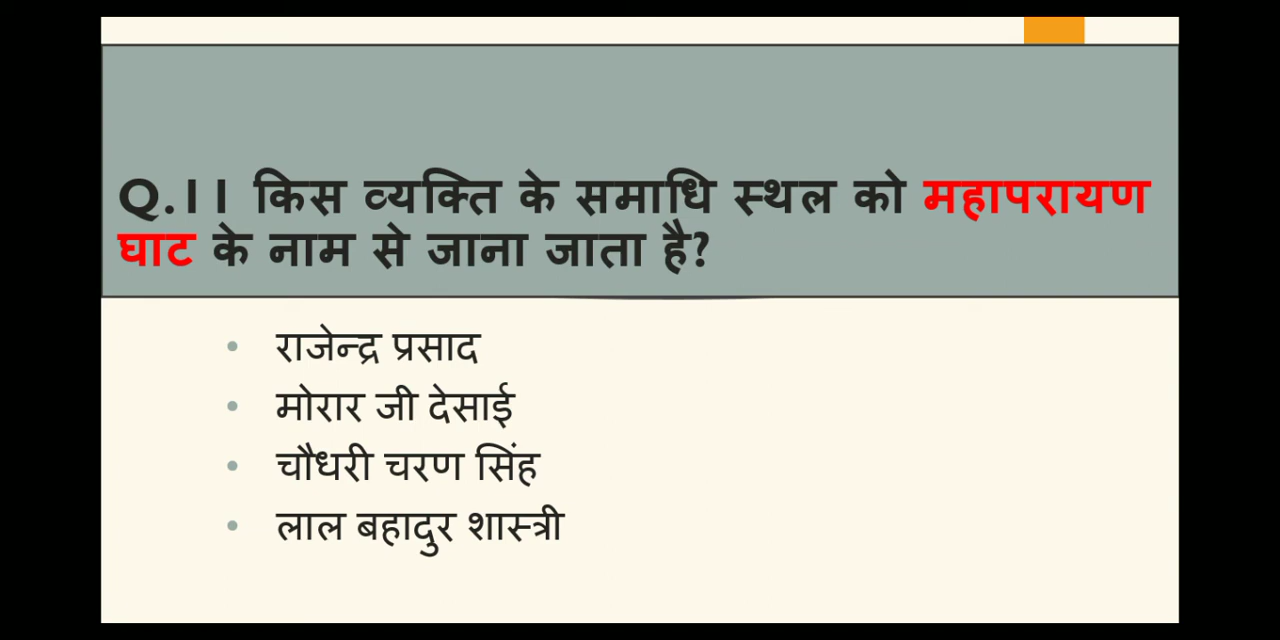 Q.11 किस व्यक्ति के समाधि स्थल को महापरायण
घाट के नाम से जाना जाता है?
• राजेन्द्र प्रसाद
• मोरार जी देसाई
• चौधरी चरण सिंह
• लाल बहादुर शास्त्री